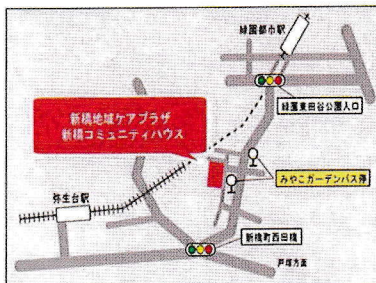 緑園都市駅
緑園東田谷公園入口
新橋地域ケアプラザ
新橋コミュニティハウス
みやこガーデンバス停
弥生台駅
新橋町西田橋
戸塚方面